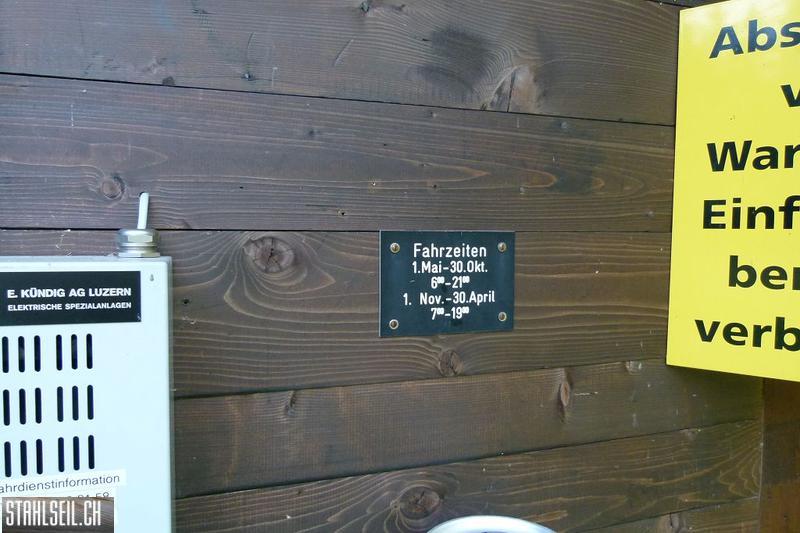 E. KÜNDIG AG LUZERN
ELEKTRISCHE SPEZIALANLAGEN
ahrdienstinformation
STAHLSEIL.CH
Fahrzeiten
1.Mai-30.Okt.
6⁰⁰-21⁰⁰
1. Nov.-30.April
7⁰⁰-19⁰⁰
Abs
v
War
Einf
ber
verb